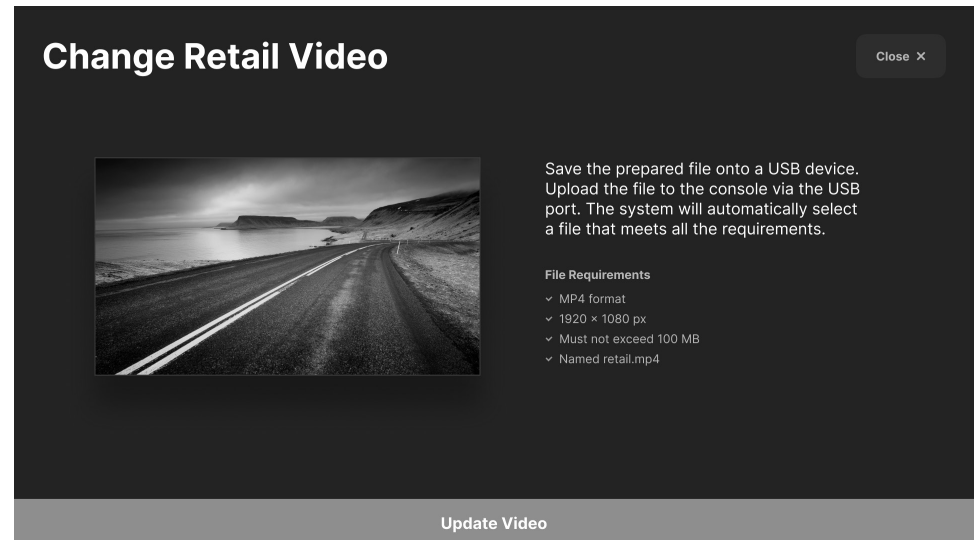 Change Retail Video
Close ×
Save the prepared file onto a USB device.
Upload the file to the console via the USB
port. The system will automatically select
a file that meets all the requirements.
File Requirements
MP4 format
1920 × 1080 px
Must not exceed 100 MB
Named retail.mp4
Update Video